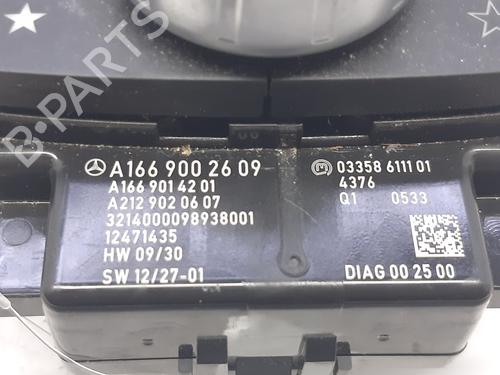 A166 900 26 09
A166 901 42 01
A212 902 06 07
3214000098938001
12471435
HW 09/30
SW 12/27-01
03358 6111 01
4376
Q1 0533
DIAG 00 25 00
B-PARTS